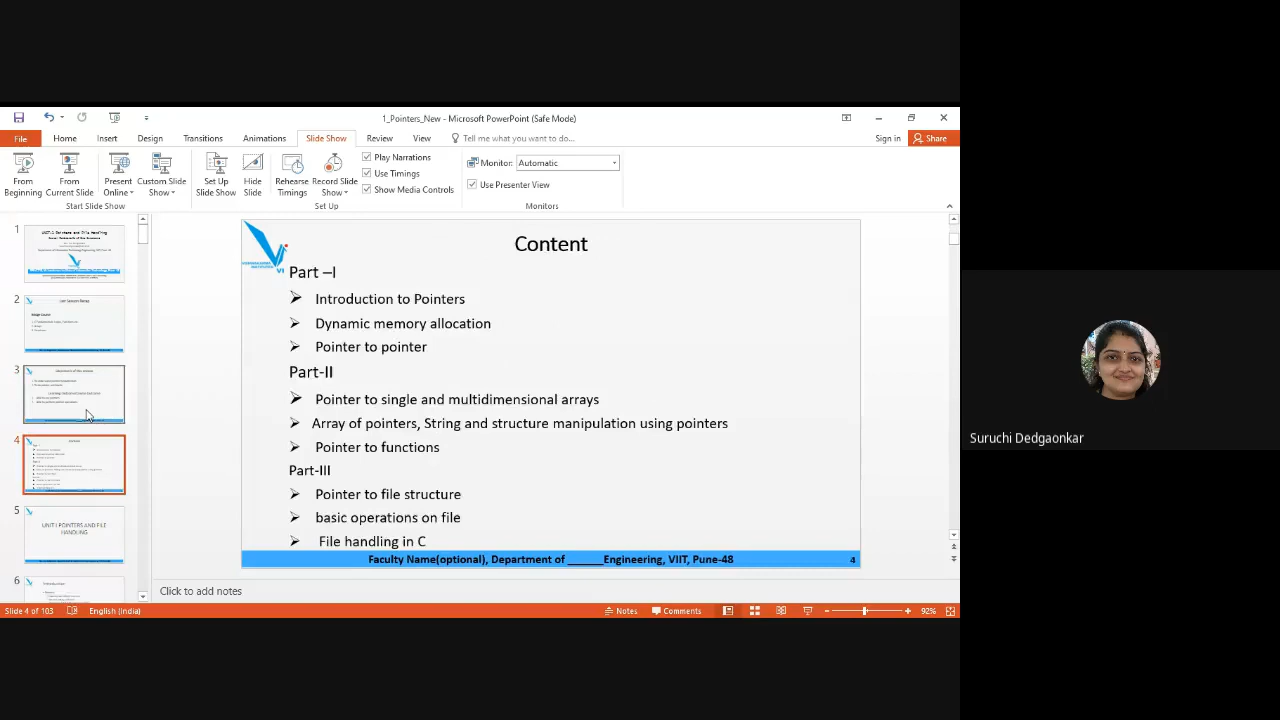 1_Pointers_New - Microsoft PowerPoint (Safe Mode)
File Home Insert Design Transitions Animations Slide Show Review View Tell me what you want to do... Sign in Share
From Beginning
From Current Slide
Present Online
Custom Slide Show
Set Up Slide Show
Hide Slide
Rehearse Timings
Record Slide Show
Play Narrations
Use Timings
Show Media Controls
Monitor: Automatic
Use Presenter View
Start Slide Show
Set Up
Monitors
1
2
3
4
5
UNIT I POINTERS AND FILE
HANDLING
6
Content
Part –I
➢ Introduction to Pointers
➢ Dynamic memory allocation
➢ Pointer to pointer
Part-II
➢ Pointer to single and multidimensional arrays
➢ Array of pointers, String and structure manipulation using pointers
➢ Pointer to functions
Part-III
➢ Pointer to file structure
➢ basic operations on file
➢ File handling in C
Faculty Name(optional), Department of ______Engineering, VIIT, Pune-48 4
Click to add notes
Slide 4 of 103 English (India) Notes Comments 92%
Suruchi Dedgaonkar